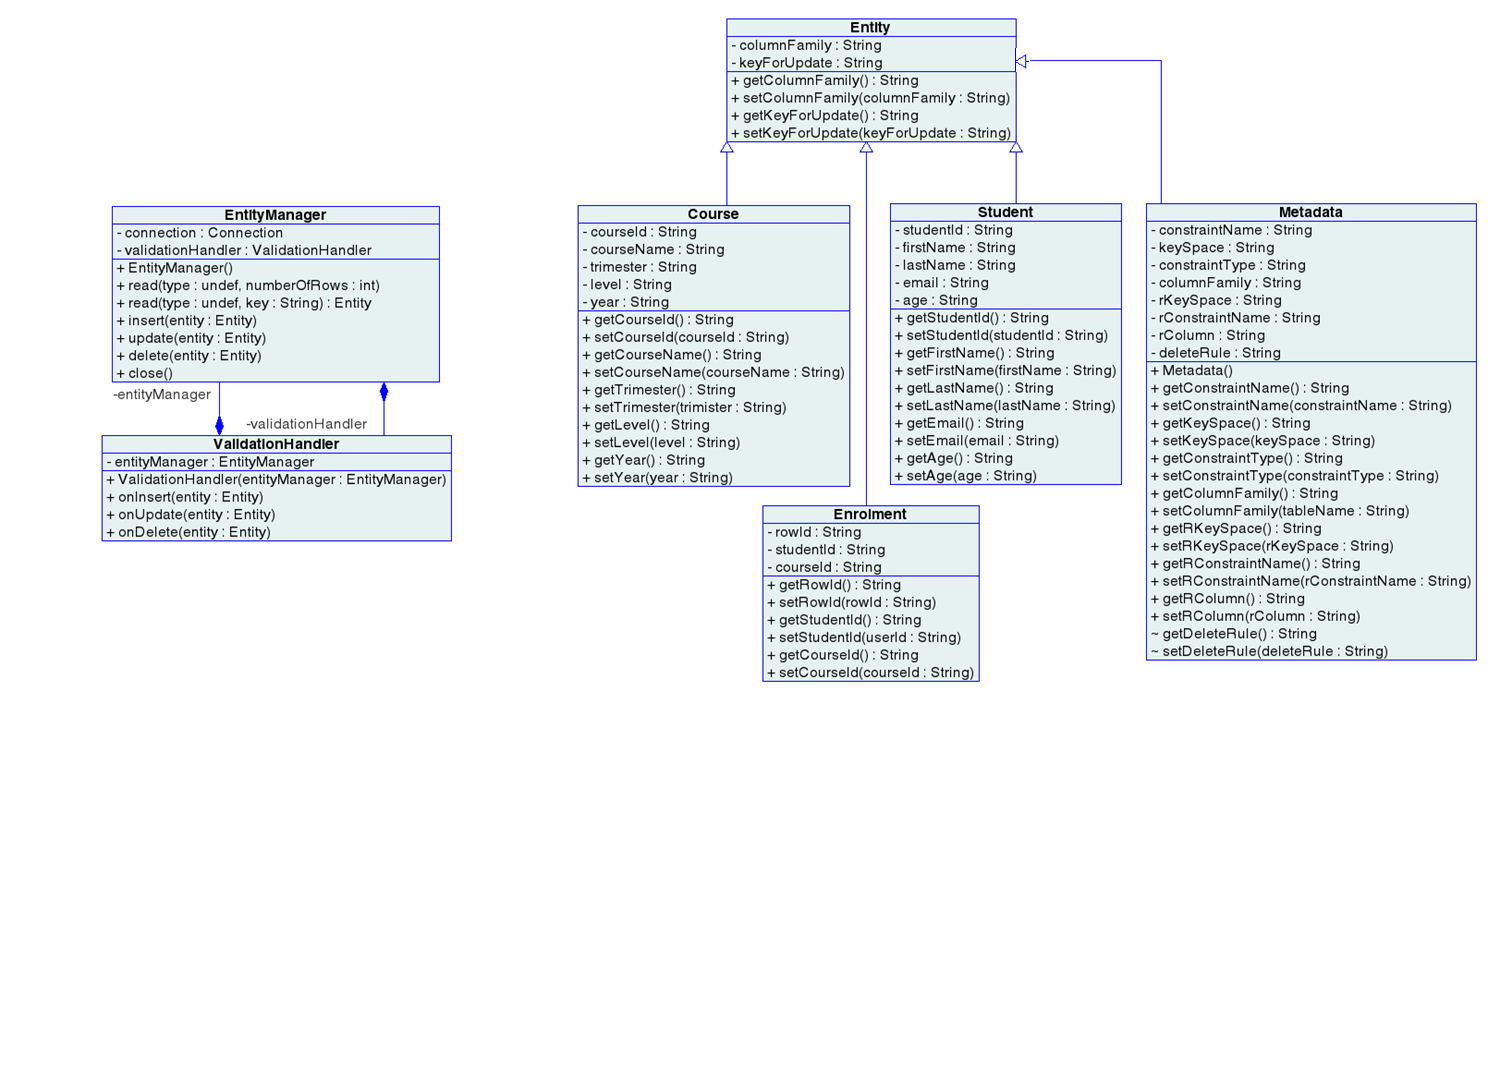 Entity
- columnFamily : String
- keyForUpdate : String
+ getColumnFamily() : String
+ setColumnFamily(columnFamily : String)
+ getKeyForUpdate() : String
+ setKeyForUpdate(keyForUpdate : String)
EntityManager
- connection : Connection
- validationHandler : ValidationHandler
+ EntityManager()
+ read(type : undef, numberOfRows : int)
+ read(type : undef, key : String) : Entity
+ insert(entity : Entity)
+ update(entity : Entity)
+ delete(entity : Entity)
+ close()
-entityManager
-validationHandler
ValidationHandler
- entityManager : EntityManager
+ ValidationHandler(entityManager : EntityManager)
+ onInsert(entity : Entity)
+ onUpdate(entity : Entity)
+ onDelete(entity : Entity)
Course
- courseId : String
- courseName : String
- trimester : String
- level : String
- year : String
+ getCourseId() : String
+ setCourseId(courseId : String)
+ getCourseName() : String
+ setCourseName(courseName : String)
+ getTrimester() : String
+ setTrimester(trimister : String)
+ getLevel() : String
+ setLevel(level : String)
+ getYear() : String
+ setYear(year : String)
Student
- studentId : String
- firstName : String
- lastName : String
- email : String
- age : String
+ getStudentId() : String
+ setStudentId(studentId : String)
+ getFirstName() : String
+ setFirstName(firstName : String)
+ getLastName() : String
+ setLastName(lastName : String)
+ getEmail() : String
+ setEmail(email : String)
+ getAge() : String
+ setAge(age : String)
Enrolment
- rowId : String
- studentId : String
- courseId : String
+ getRowId() : String
+ setRowId(rowId : String)
+ getStudentId() : String
+ setStudentId(userId : String)
+ getCourseId() : String
+ setCourseId(courseId : String)
Metadata
- constraintName : String
- keySpace : String
- constraintType : String
- columnFamily : String
- rKeySpace : String
- rConstraintName : String
- rColumn : String
- deleteRule : String
+ Metadata()
+ getConstraintName() : String
+ setConstraintName(constraintName : String)
+ getKeySpace() : String
+ setKeySpace(keySpace : String)
+ getConstraintType() : String
+ setConstraintType(constraintType : String)
+ getColumnFamily() : String
+ setColumnFamily(tableName : String)
+ getRKeySpace() : String
+ setRKeySpace(rKeySpace : String)
+ getRConstraintName() : String
+ setRConstraintName(rConstraintName : String)
+ getRColumn() : String
+ setRColumn(rColumn : String)
~ getDeleteRule() : String
~ setDeleteRule(deleteRule : String)